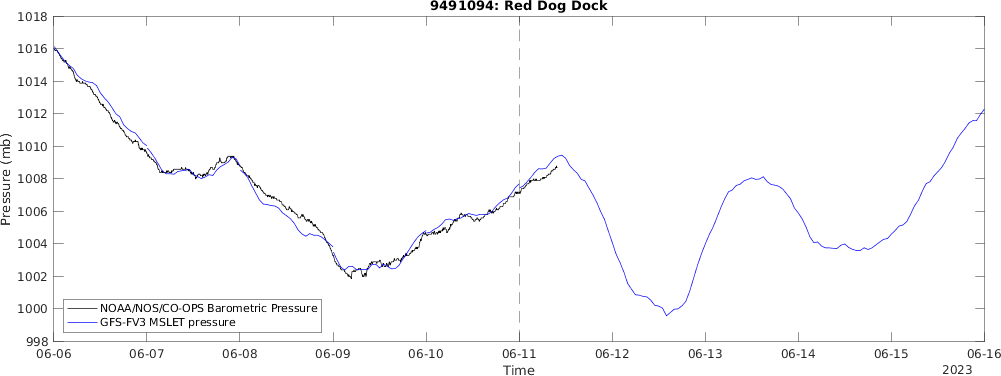 9491094: Red Dog Dock
Pressure (mb)
1018
1016
1014
1012
1010
1008
1006
1004
1002
1000
998
NOAA/NOS/CO-OPS Barometric Pressure
GFS-FV3 MSLET pressure
06-06 06-07 06-08 06-09 06-10 06-11 06-12 06-13 06-14 06-15 06-16
Time
2023